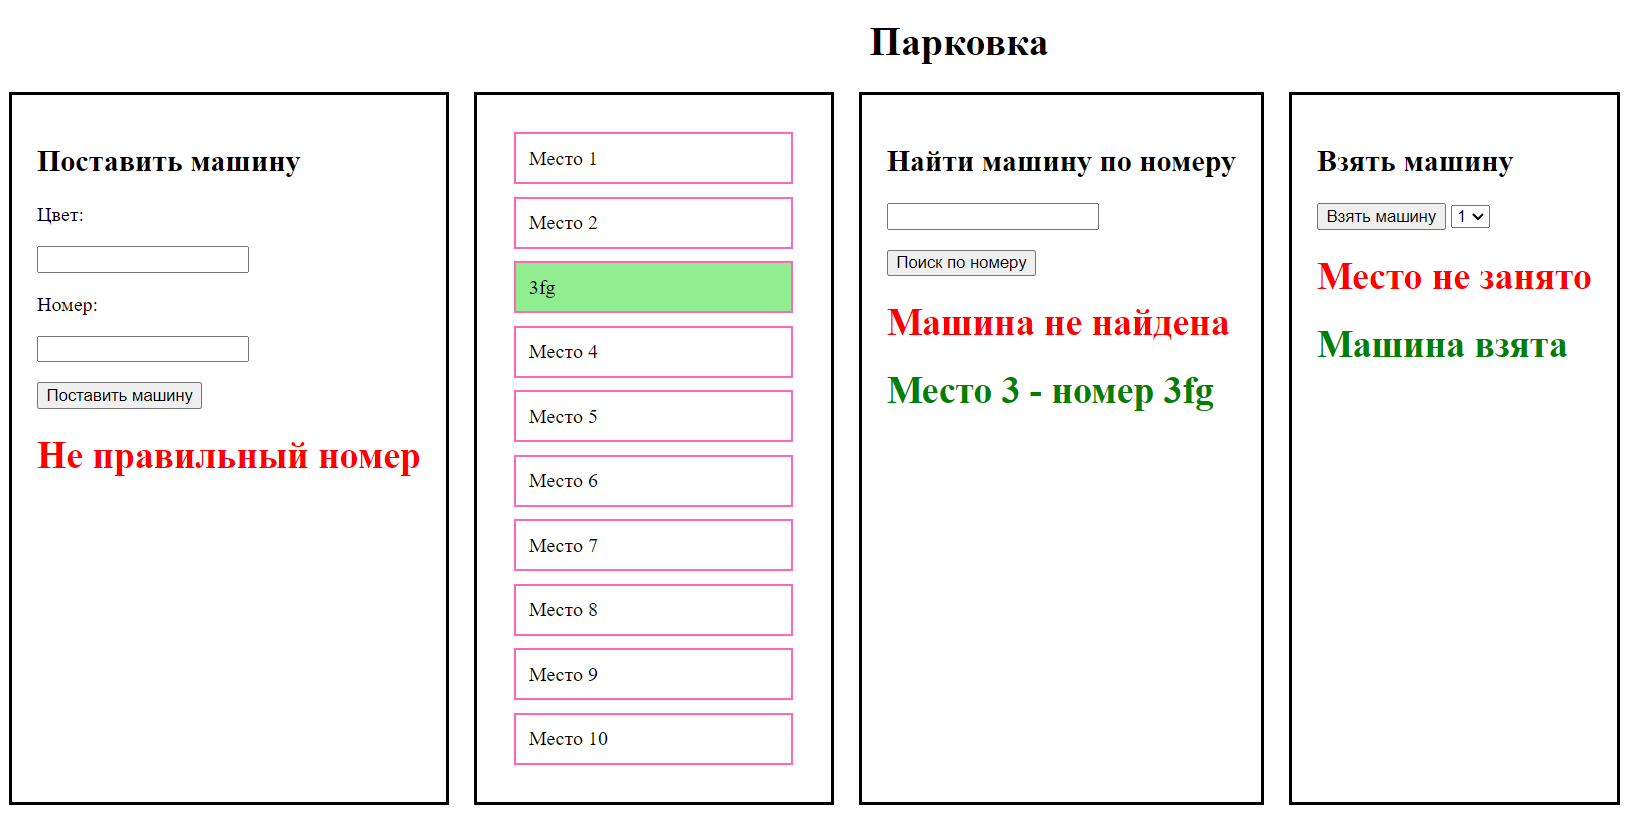 Парковка
Поставить машину
Цвет:
Номер:
Поставить машину
Не правильный номер
Место 1
Место 2
3fg
Место 4
Место 5
Место 6
Место 7
Место 8
Место 9
Место 10
Найти машину по номеру
Поиск по номеру
Машина не найдена
Место 3 - номер 3fg
Взять машину
Взять машину 1
Место не занято
Машина взята